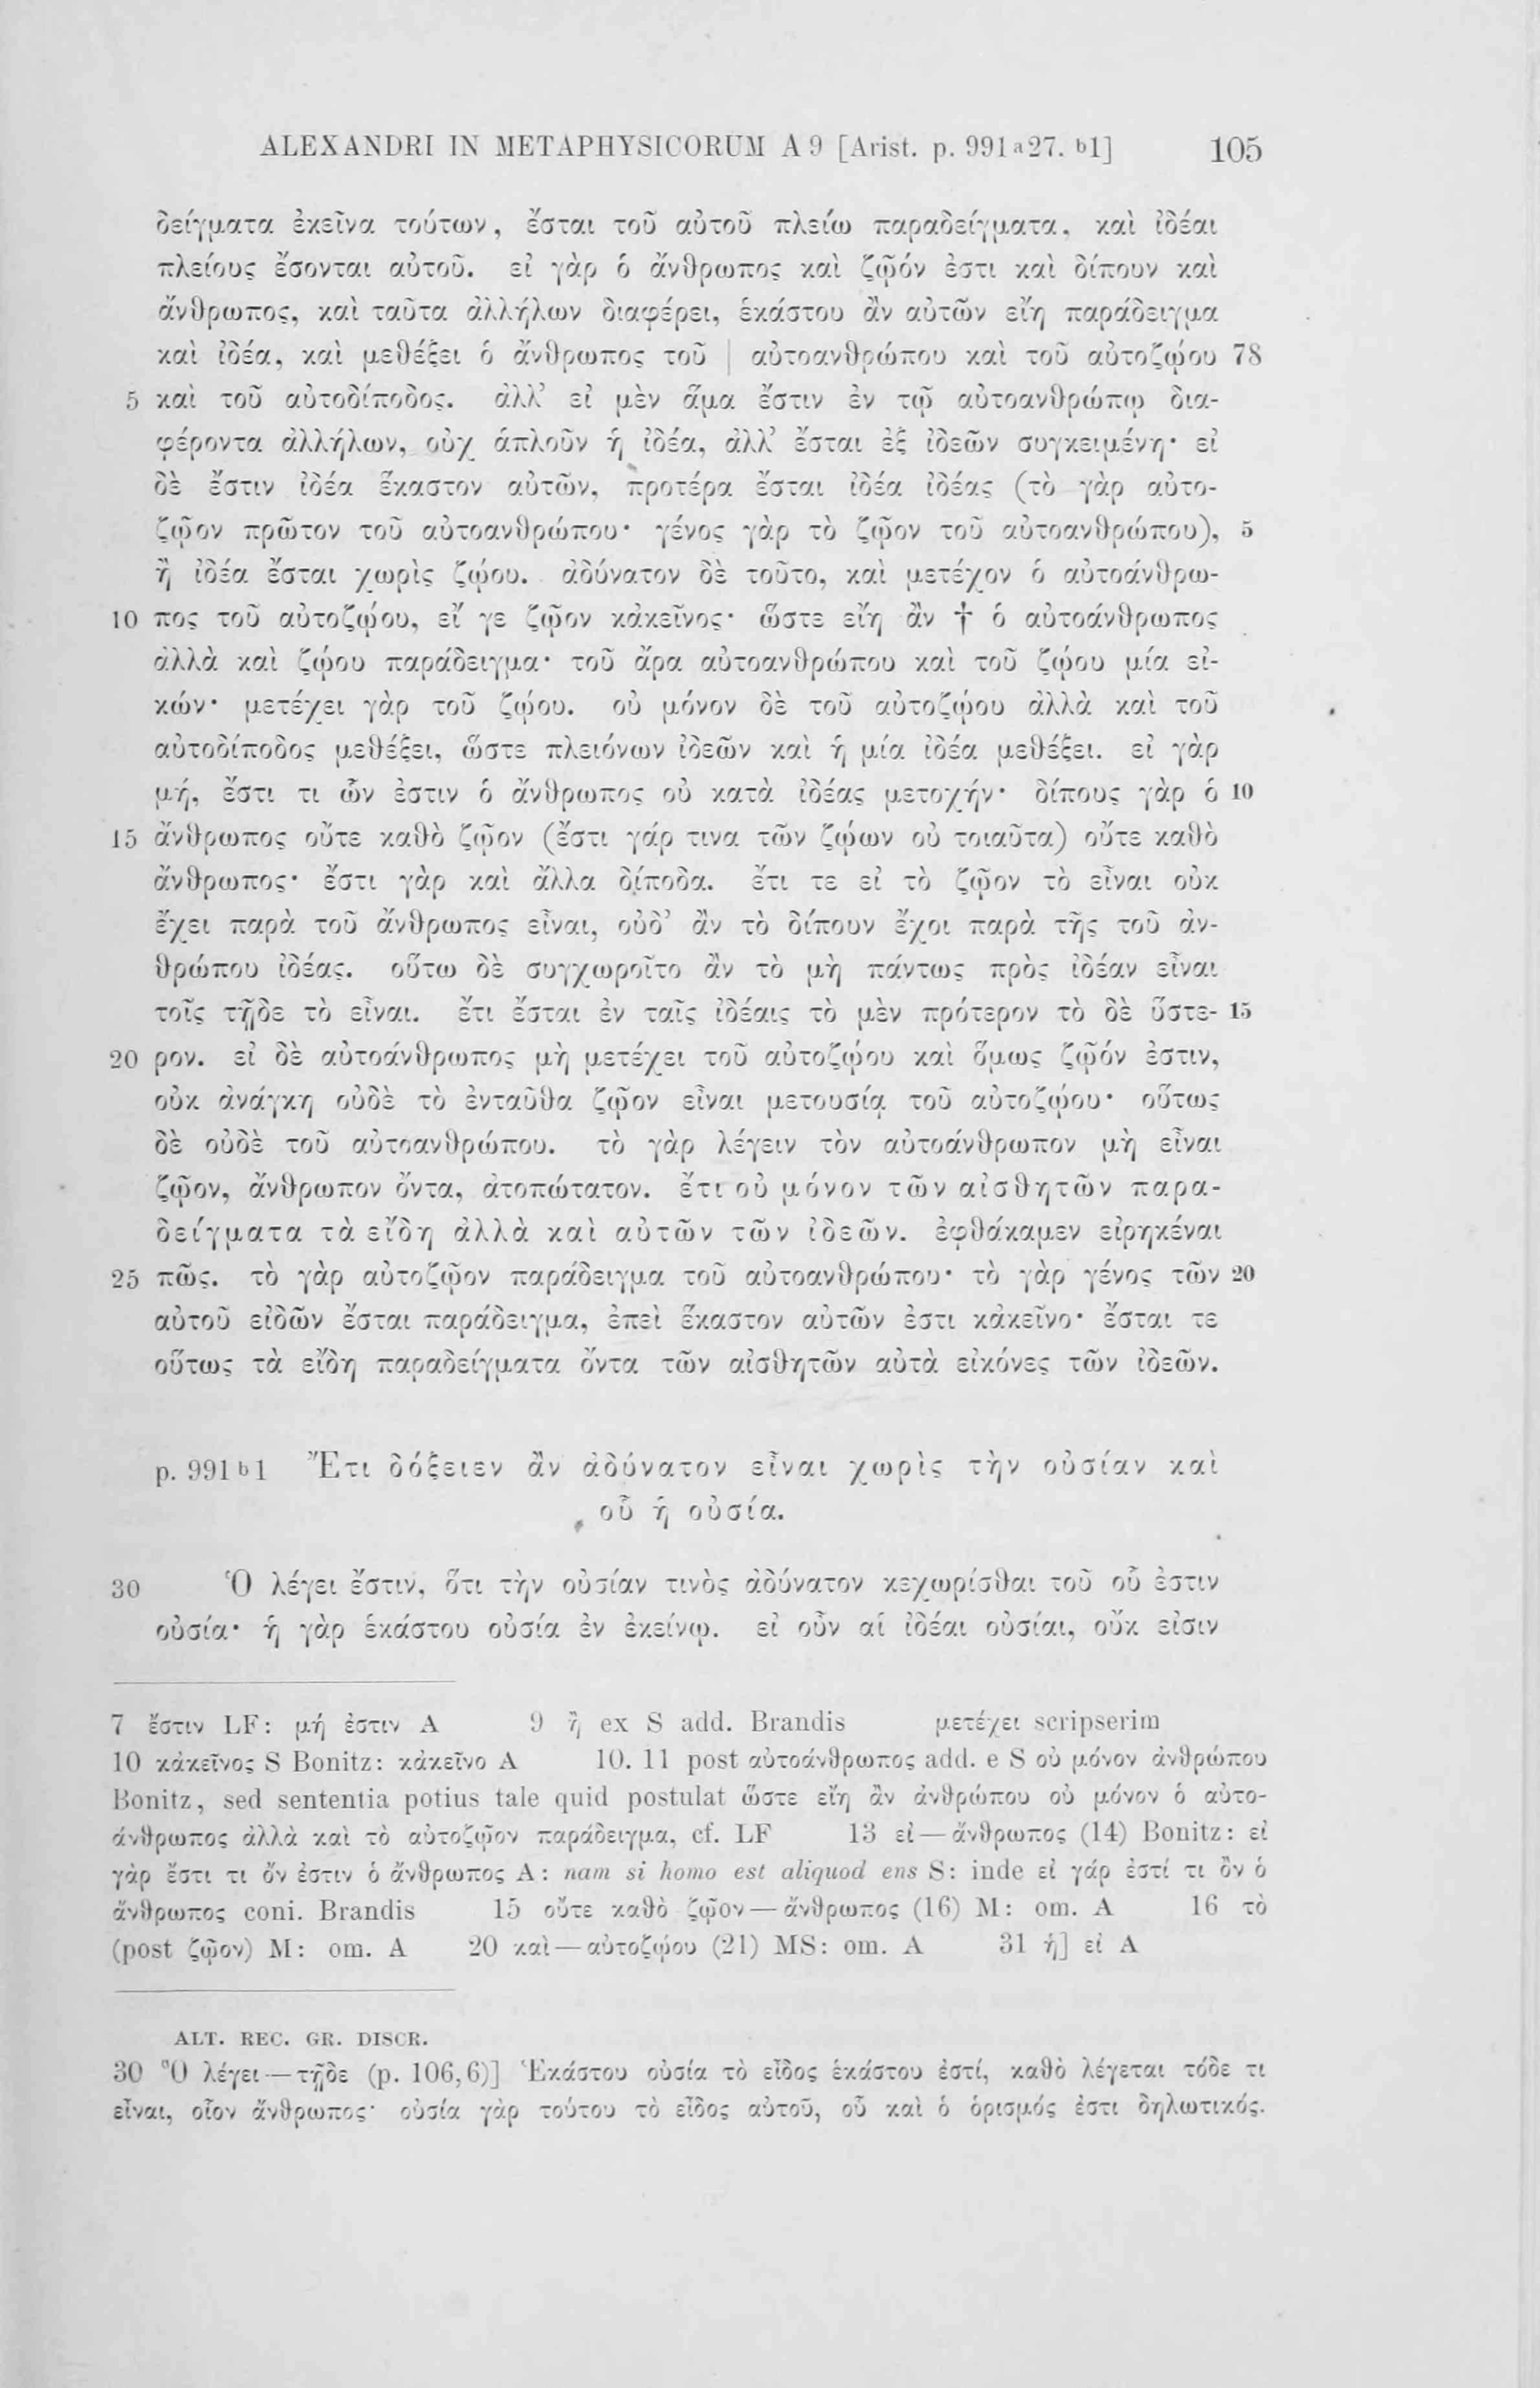 ALEXANDRI IN METAPHYSICORUM A 9 [Arist. p. 991 a 27. b 1] 105
δείγματα ἐκεῖνα τούτων, ἔσται τοῦ αὐτοῦ πλείω παραδείγματα, καὶ ἰδέαι
πλείους ἔσονται αὐτοῦ. εἰ γὰρ ὁ ἄνθρωπος καὶ ζῷόν ἐστι καὶ δίπουν καὶ
ἄνθρωπος, καὶ ταῦτα ἀλλήλων διαφέρει, ἑκάστου ἂν αὐτῶν εἴη παράδειγμα
καὶ ἰδέα, καὶ μεθέξει ὁ ἄνθρωπος τοῦ | αὐτοανθρώπου καὶ τοῦ αὐτοζῴου 78
5 καὶ τοῦ αὐτοδίποδος. ἀλλ’ εἰ μὲν ἅμα ἔστιν ἐν τῷ αὐτοανθρώπῳ δια-
φέροντα ἀλλήλων, οὐχ ἁπλοῦν ἡ ἰδέα, ἀλλ’ ἔσται ἐξ ἰδεῶν συγκειμένη· εἰ
δὲ ἔστιν ἰδέα ἕκαστον αὐτῶν, προτέρα ἔσται ἰδέα ἰδέας (τὸ γὰρ αὐτο-
ζῷον πρῶτον τοῦ αὐτοανθρώπου· γένος γὰρ τὸ ζῷον τοῦ αὐτοανθρώπου), 5
ἢ ἰδέα ἔσται χωρὶς ζῴου. ἀδύνατον δὲ τοῦτο, καὶ μετέχον ὁ αὐτοάνθρω-
10 πος τοῦ αὐτοζῴου, εἴ γε ζῷον κἀκεῖνος· ὥστε εἴη ἂν † ὁ αὐτοάνθρωπος
ἀλλὰ καὶ ζῴου παράδειγμα· τοῦ ἄρα αὐτοανθρώπου καὶ τοῦ ζῴου μία εἰ-
κών· μετέχει γὰρ τοῦ ζῴου. οὐ μόνον δὲ τοῦ αὐτοζῴου ἀλλὰ καὶ τοῦ
αὐτοδίποδος μεθέξει, ὥστε πλειόνων ἰδεῶν καὶ ἡ μία ἰδέα μεθέξει. εἰ γὰρ
μή, ἔστι τι ὧν ἐστιν ὁ ἄνθρωπος οὐ κατὰ ἰδέας μετοχήν· δίπους γὰρ ὁ 10
15 ἄνθρωπος οὔτε καθὸ ζῷον (ἔστι γάρ τινα τῶν ζῴων οὐ τοιαῦτα) οὔτε καθὸ
ἄνθρωπος· ἔστι γὰρ καὶ ἄλλα δίποδα. ἔτι τε εἰ τὸ ζῷον τὸ εἶναι οὐκ
ἔχει παρὰ τοῦ ἄνθρωπος εἶναι, οὐδ’ ἂν τὸ δίπουν ἔχοι παρὰ τῆς τοῦ ἀν-
θρώπου ἰδέας. οὕτω δὲ συγχωροῖτο ἂν τὸ μὴ πάντως πρὸς ἰδέαν εἶναι
τοῖς τῇδε τὸ εἶναι. ἔτι ἔσται ἐν ταῖς ἰδέαις τὸ μὲν πρότερον τὸ δὲ ὕστε- 15
20 ρον. εἰ δὲ αὐτοάνθρωπος μὴ μετέχει τοῦ αὐτοζῴου καὶ ὅμως ζῷόν ἐστιν,
οὐκ ἀνάγκη οὐδὲ τὸ ἐνταῦθα ζῷον εἶναι μετουσίᾳ τοῦ αὐτοζῴου· οὕτως
δὲ οὐδὲ τοῦ αὐτοανθρώπου. τὸ γὰρ λέγειν τὸν αὐτοάνθρωπον μὴ εἶναι
ζῷον, ἄνθρωπον ὄντα, ἀτοπώτατον. ἔτι οὐ μόνον τῶν αἰσθητῶν παρα-
δείγματα τὰ εἴδη ἀλλὰ καὶ αὐτῶν τῶν ἰδεῶν. ἐφθάκαμεν εἰρηκέναι
25 πῶς. τὸ γὰρ αὐτοζῷον παράδειγμα τοῦ αὐτοανθρώπου· τὸ γὰρ γένος τῶν 20
αὐτοῦ εἰδῶν ἔσται παράδειγμα, ἐπεὶ ἕκαστον αὐτῶν ἐστι κἀκεῖνο· ἔσται τε
οὕτως τὰ εἴδη παραδείγματα ὄντα τῶν αἰσθητῶν αὐτὰ εἰκόνες τῶν ἰδεῶν.
p. 991 b 1 Ἔτι δόξειεν ἂν ἀδύνατον εἶναι χωρὶς τὴν οὐσίαν καὶ
οὗ ἡ οὐσία.
30 Ὁ λέγει ἔστιν, ὅτι τὴν οὐσίαν τινὸς ἀδύνατον κεχωρίσθαι τοῦ οὗ ἐστιν
οὐσία· ἡ γὰρ ἑκάστου οὐσία ἐν ἐκείνῳ. εἰ οὖν αἱ ἰδέαι οὐσίαι, οὔκ εἰσιν
7 ἔστιν LF: μή ἐστιν A 9 ἢ ex S add. Brandis μετέχει scripserim
10 κἀκεῖνος S Bonitz: κἀκεῖνο A 10. 11 post αὐτοάνθρωπος add. e S οὐ μόνον ἀνθρώπου
Bonitz, sed sententia potius tale quid postulat ὥστε εἴη ἂν ἀνθρώπου οὐ μόνον ὁ αὐτο-
άνθρωπος ἀλλὰ καὶ τὸ αὐτοζῷον παράδειγμα, cf. LF 13 εἰ — ἄνθρωπος (14) Bonitz: εἰ
γὰρ ἔστι τι ὄν ἐστιν ὁ ἄνθρωπος A: nam si homo est aliquod ens S: inde εἰ γάρ ἐστί τι ὂν ὁ
ἄνθρωπος coni. Brandis 15 οὔτε καθὸ ζῷον — ἄνθρωπος (16) M: om. A 16 τὸ
(post ζῷον) M: om. A 20 καὶ — αὐτοζῴου (21) MS: om. A 31 ἡ] εἰ A
ALT. REC. GR. DISCR.
30 Ὃ λέγει — τῇδε (p. 106,6)] Ἑκάστου οὐσία τὸ εἶδος ἑκάστου ἐστί, καθὸ λέγεται τόδε τι
εἶναι, οἷον ἄνθρωπος· οὐσία γὰρ τούτου τὸ εἶδος αὐτοῦ, οὗ καὶ ὁ ὁρισμός ἐστι δηλωτικός.